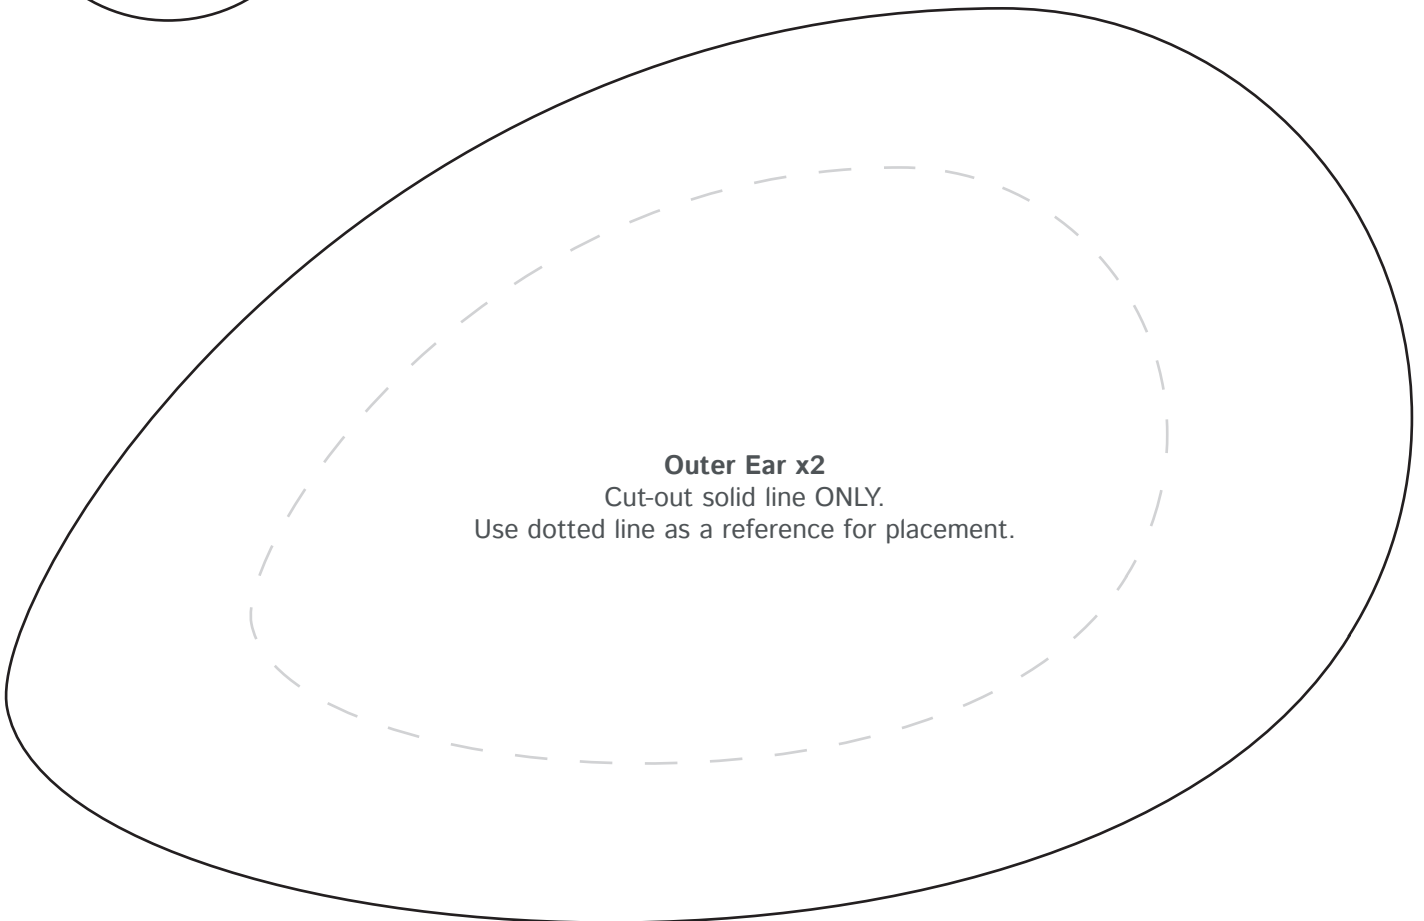 Outer Ear x2
Cut-out solid line ONLY.
Use dotted line as a reference for placement.